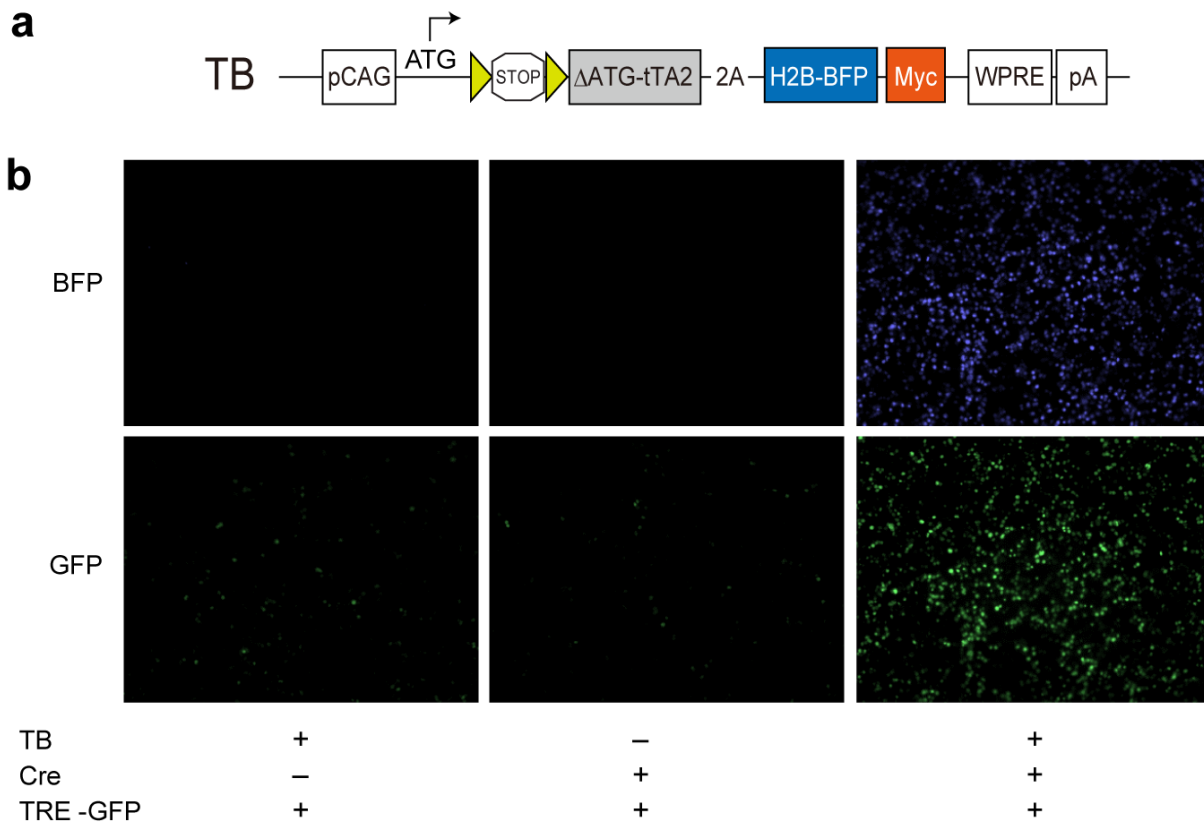 a
TB pCAG ATG STOP ΔATG-tTA2 2A H2B-BFP Myc WPRE pA
b
BFP
GFP
TB + – +
Cre – + +
TRE -GFP + + +